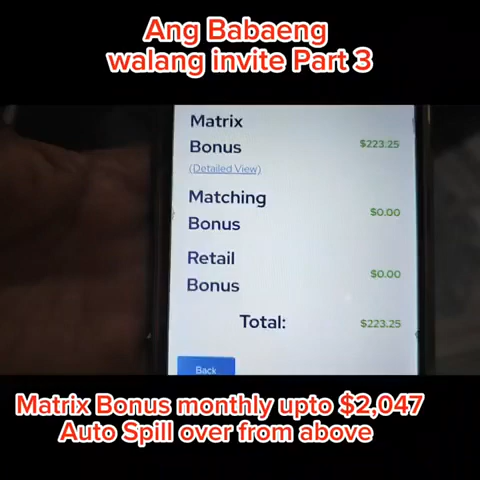 Ang Babaeng
walang invite Part 3
Matrix
Bonus
$223.25
(Detailed View)
Matching
Bonus
$0.00
Retail
Bonus
$0.00
Total:
$223.25
Back
Matrix Bonus monthly upto $2,047
Auto Spill over from above